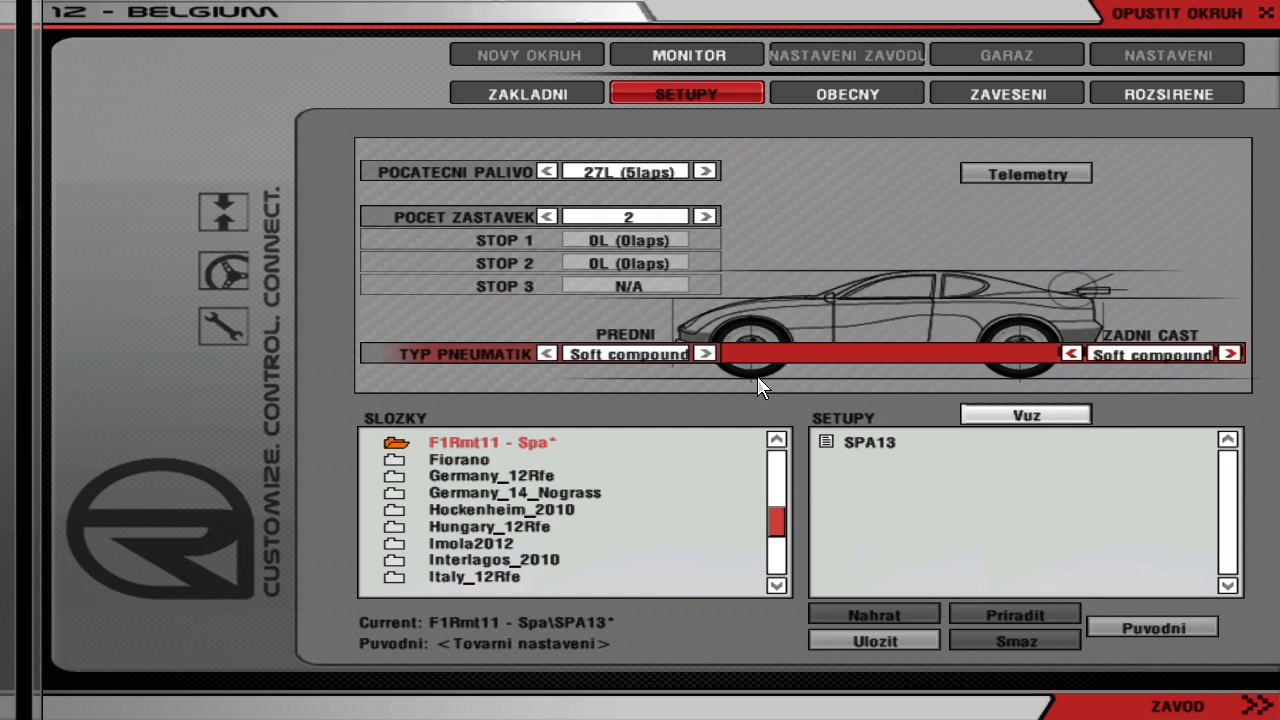 12 - BELGIUM
OPUSTIT OKRUH
NOVY OKRUH
MONITOR
NASTAVENI ZAVODU
GARAZ
NASTAVENI
ZAKLADNI
SETUPY
OBECNY
ZAVESENI
ROZSIRENE
POCATECNI PALIVO < 27L (5laps) >
Telemetry
POCET ZASTAVEK < 2 >
STOP 1 0L (0laps)
STOP 2 0L (0laps)
STOP 3 N/A
PREDNI
ZADNI CAST
TYP PNEUMATIK < Soft compound >
< Soft compound >
CUSTOMIZE. CONTROL. CONNECT.
SLOZKY
F1Rmt11 - Spa*
Fiorano
Germany_12Rfe
Germany_14_Nograss
Hockenheim_2010
Hungary_12Rfe
Imola2012
Interlagos_2010
Italy_12Rfe
SETUPY
Vuz
SPA13
Current: F1Rmt11 - Spa\SPA13*
Puvodni: <Tovarni nastaveni>
Nahrat
Priradit
Ulozit
Smaz
Puvodni
ZAVOD >>